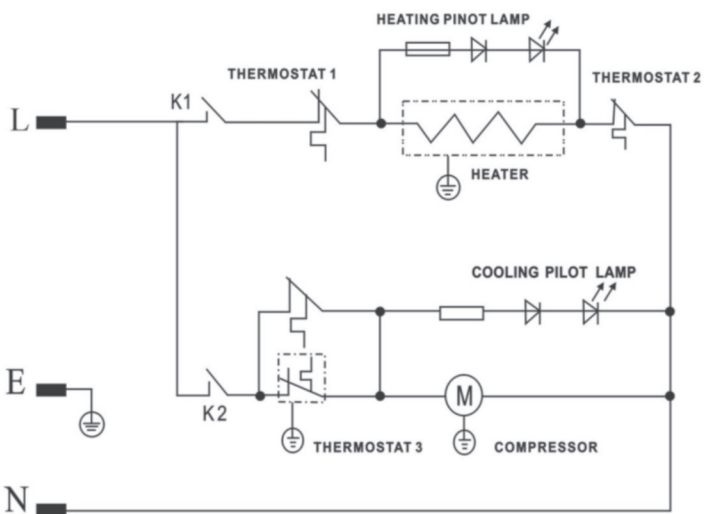 HEATING PINOT LAMP
THERMOSTAT 1
THERMOSTAT 2
K1
L
HEATER
COOLING PILOT LAMP
E
K2
M
THERMOSTAT 3
COMPRESSOR
N